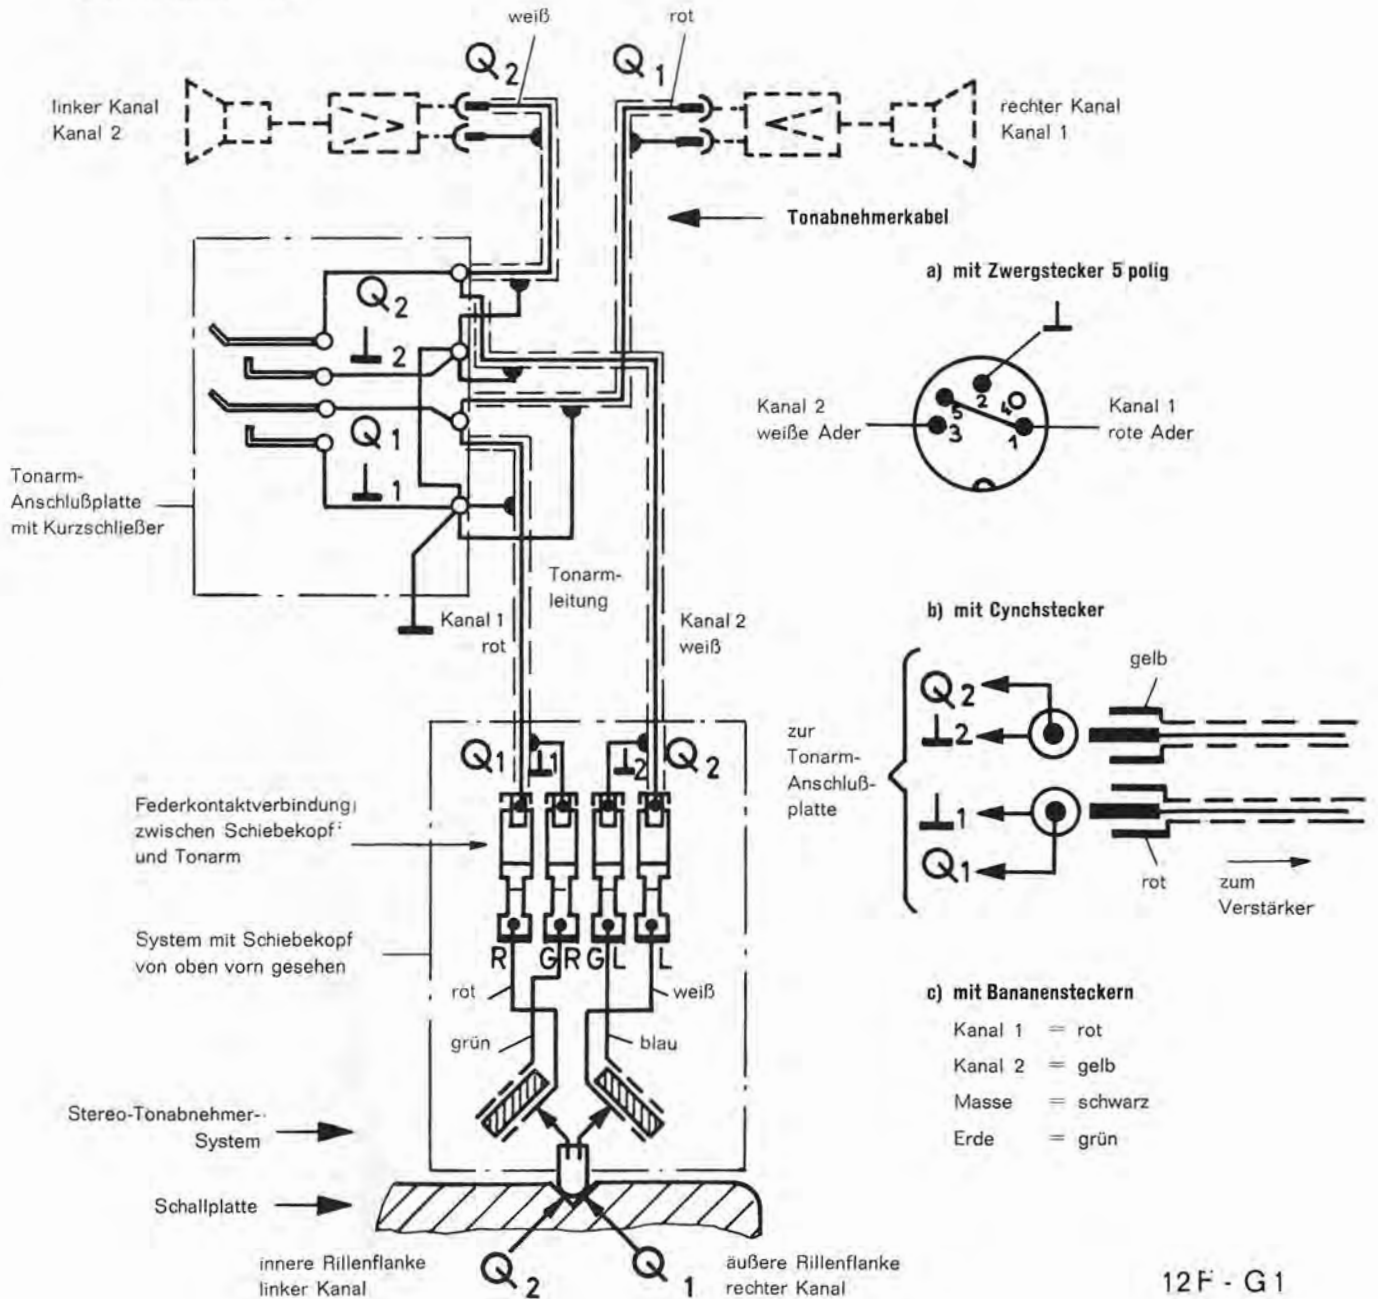 weiß
rot
Q2
Q1
linker Kanal
Kanal 2
rechter Kanal
Kanal 1
Tonabnehmerkabel
a) mit Zwergstecker 5 polig
Q2
2
Q1
1
Kanal 2
weiße Ader
5
2
4
3
1
Kanal 1
rote Ader
Tonarm-
Anschlußplatte
mit Kurzschließer
Tonarm-
leitung
Kanal 1
rot
Kanal 2
weiß
b) mit Cynchstecker
gelb
Q2
2
1
Q1
zur
Tonarm-
Anschluß-
platte
rot
zum
Verstärker
Q1
1
2
Q2
Federkontaktverbindung
zwischen Schiebekopf
und Tonarm
System mit Schiebekopf
von oben vorn gesehen
R GR GL L
rot
weiß
grün
blau
c) mit Bananensteckern
Kanal 1 = rot
Kanal 2 = gelb
Masse = schwarz
Erde = grün
Stereo-Tonabnehmer-
System
Schallplatte
innere Rillenflanke
linker Kanal
Q2
Q1
äußere Rillenflanke
rechter Kanal
12F - G1